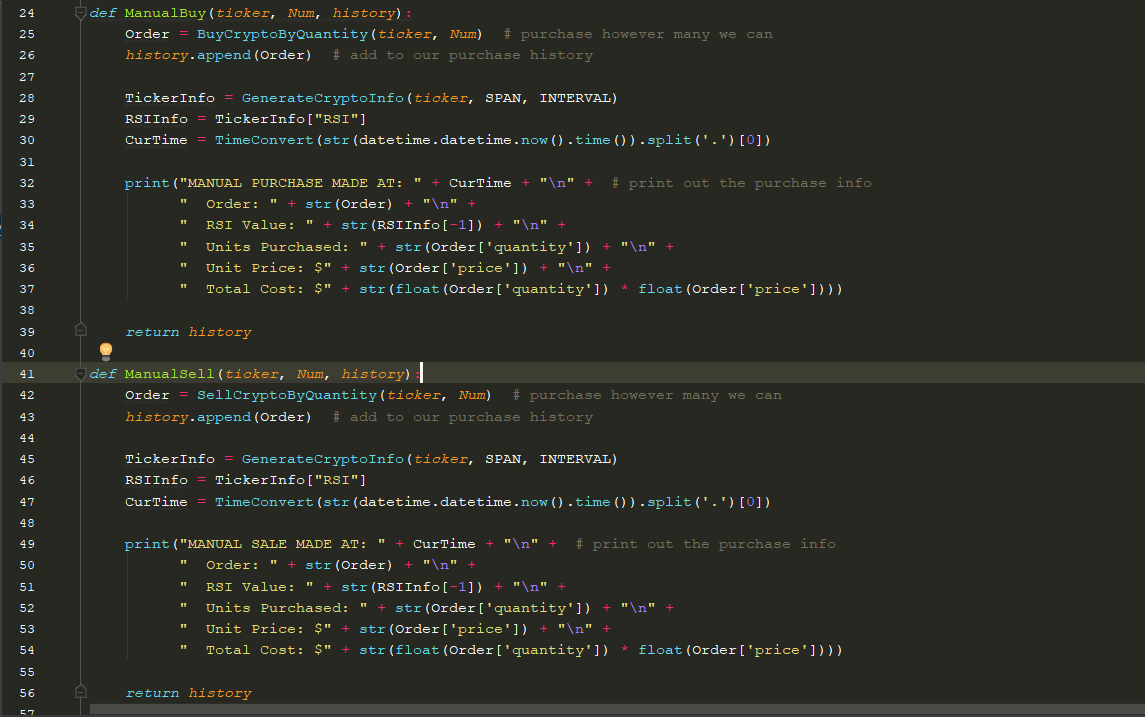 24 def ManualBuy(ticker, Num, history):
25     Order = BuyCryptoByQuantity(ticker, Num)  # purchase however many we can
26     history.append(Order)  # add to our purchase history
27
28     TickerInfo = GenerateCryptoInfo(ticker, SPAN, INTERVAL)
29     RSIInfo = TickerInfo["RSI"]
30     CurTime = TimeConvert(str(datetime.datetime.now().time()).split('.')[0])
31
32     print("MANUAL PURCHASE MADE AT: " + CurTime + "\n" +  # print out the purchase info
33           "  Order: " + str(Order) + "\n" +
34           "  RSI Value: " + str(RSIInfo[-1]) + "\n" +
35           "  Units Purchased: " + str(Order['quantity']) + "\n" +
36           "  Unit Price: $" + str(Order['price']) + "\n" +
37           "  Total Cost: $" + str(float(Order['quantity']) * float(Order['price'])))
38
39     return history
40
41 def ManualSell(ticker, Num, history):
42     Order = SellCryptoByQuantity(ticker, Num)  # purchase however many we can
43     history.append(Order)  # add to our purchase history
44
45     TickerInfo = GenerateCryptoInfo(ticker, SPAN, INTERVAL)
46     RSIInfo = TickerInfo["RSI"]
47     CurTime = TimeConvert(str(datetime.datetime.now().time()).split('.')[0])
48
49     print("MANUAL SALE MADE AT: " + CurTime + "\n" +  # print out the purchase info
50           "  Order: " + str(Order) + "\n" +
51           "  RSI Value: " + str(RSIInfo[-1]) + "\n" +
52           "  Units Purchased: " + str(Order['quantity']) + "\n" +
53           "  Unit Price: $" + str(Order['price']) + "\n" +
54           "  Total Cost: $" + str(float(Order['quantity']) * float(Order['price'])))
55
56     return history
57